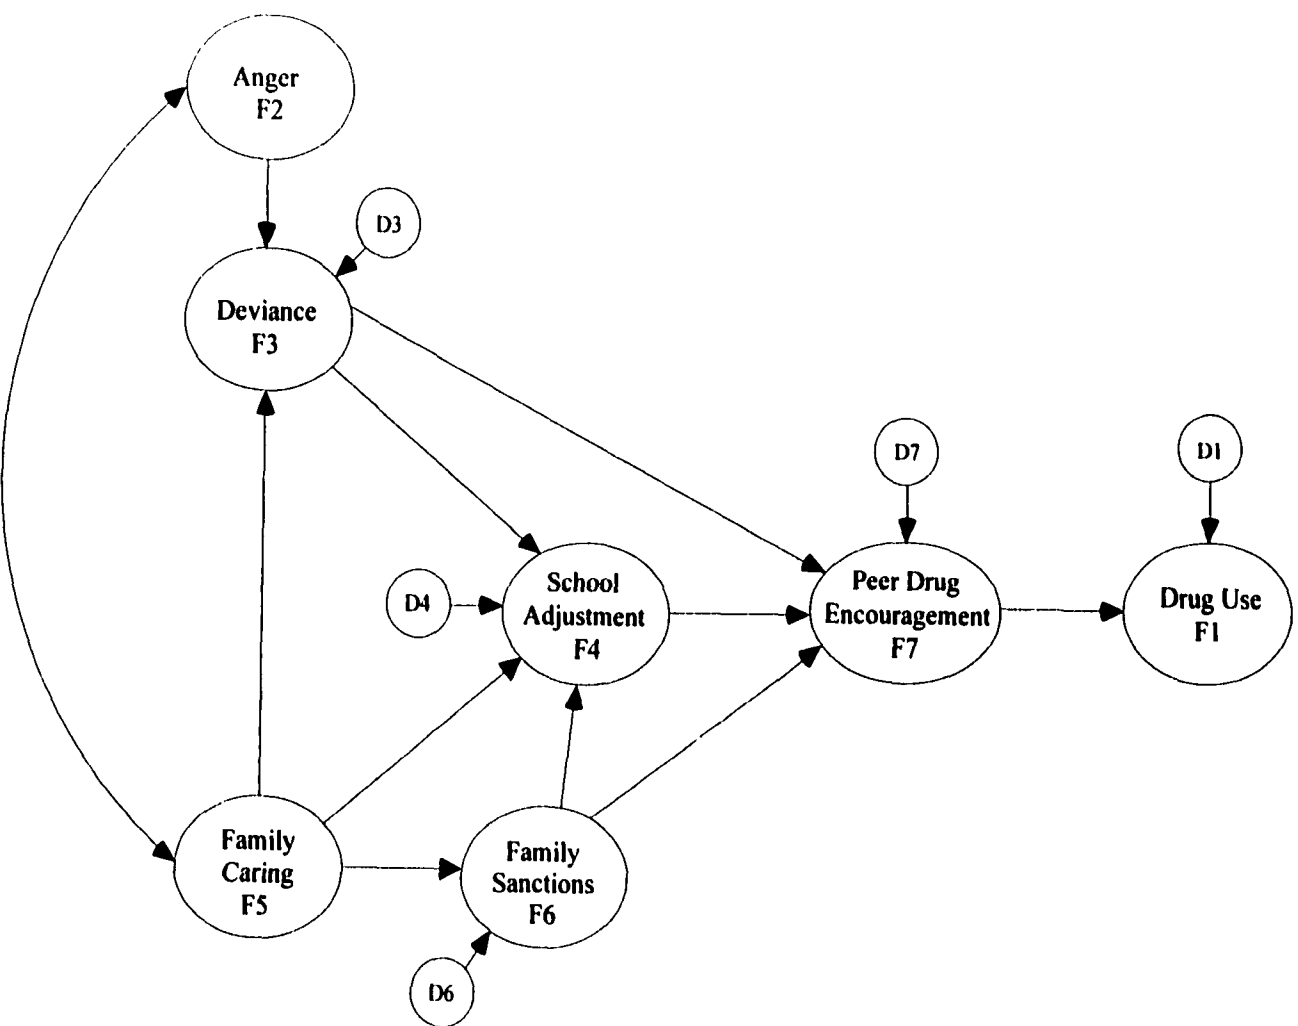 Anger
F2
D3
Deviance
F3
D7
D1
School
Adjustment
F4
D4
Peer Drug
Encouragement
F7
Drug Use
F1
Family
Caring
F5
Family
Sanctions
F6
D6